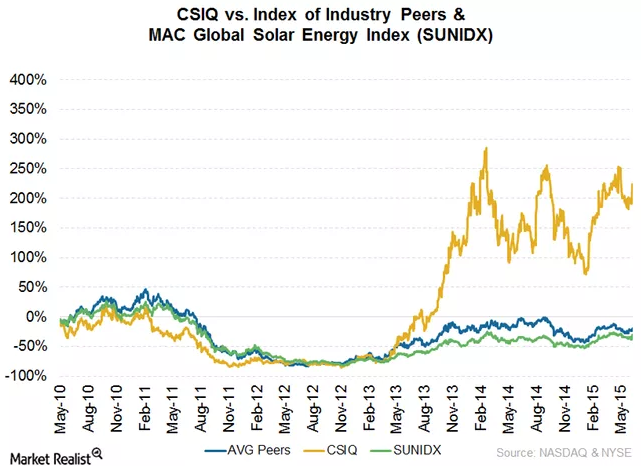 CSIQ vs. Index of Industry Peers &
MAC Global Solar Energy Index (SUNIDX)
400%
350%
300%
250%
200%
150%
100%
50%
0%
-50%
-100%
May-10
Aug-10
Nov-10
Feb-11
May-11
Aug-11
Nov-11
Feb-12
May-12
Aug-12
Nov-12
Feb-13
May-13
Aug-13
Nov-13
Feb-14
May-14
Aug-14
Nov-14
Feb-15
May-15
AVG Peers
CSIQ
SUNIDX
Market Realist
Source: NASDAQ & NYSE